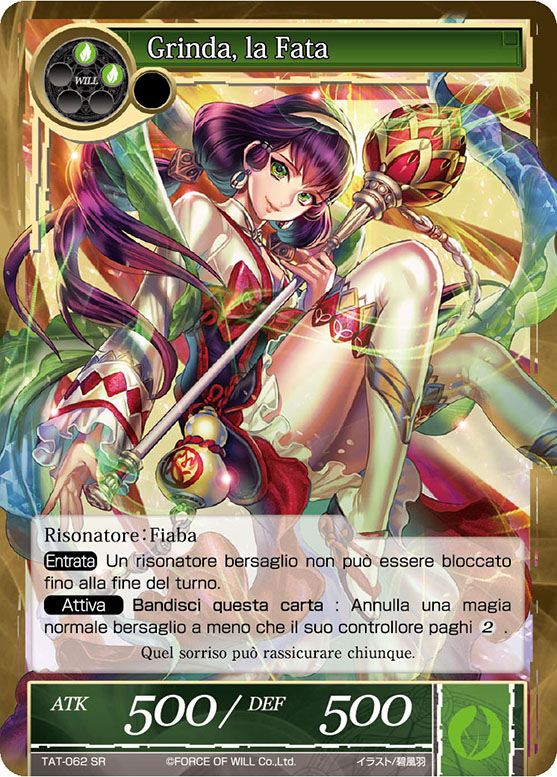 Grinda, la Fata
WILL
Risonatore：Fiaba
Entrata Un risonatore bersaglio non può essere bloccato
fino alla fine del turno.
Attiva Bandisci questa carta : Annulla una magia
normale bersaglio a meno che il suo controllore paghi 2 .
Quel sorriso può rassicurare chiunque.
ATK 500 / DEF 500
TAT-062 SR ©FORCE OF WILL Co.,Ltd. イラスト/碧風羽